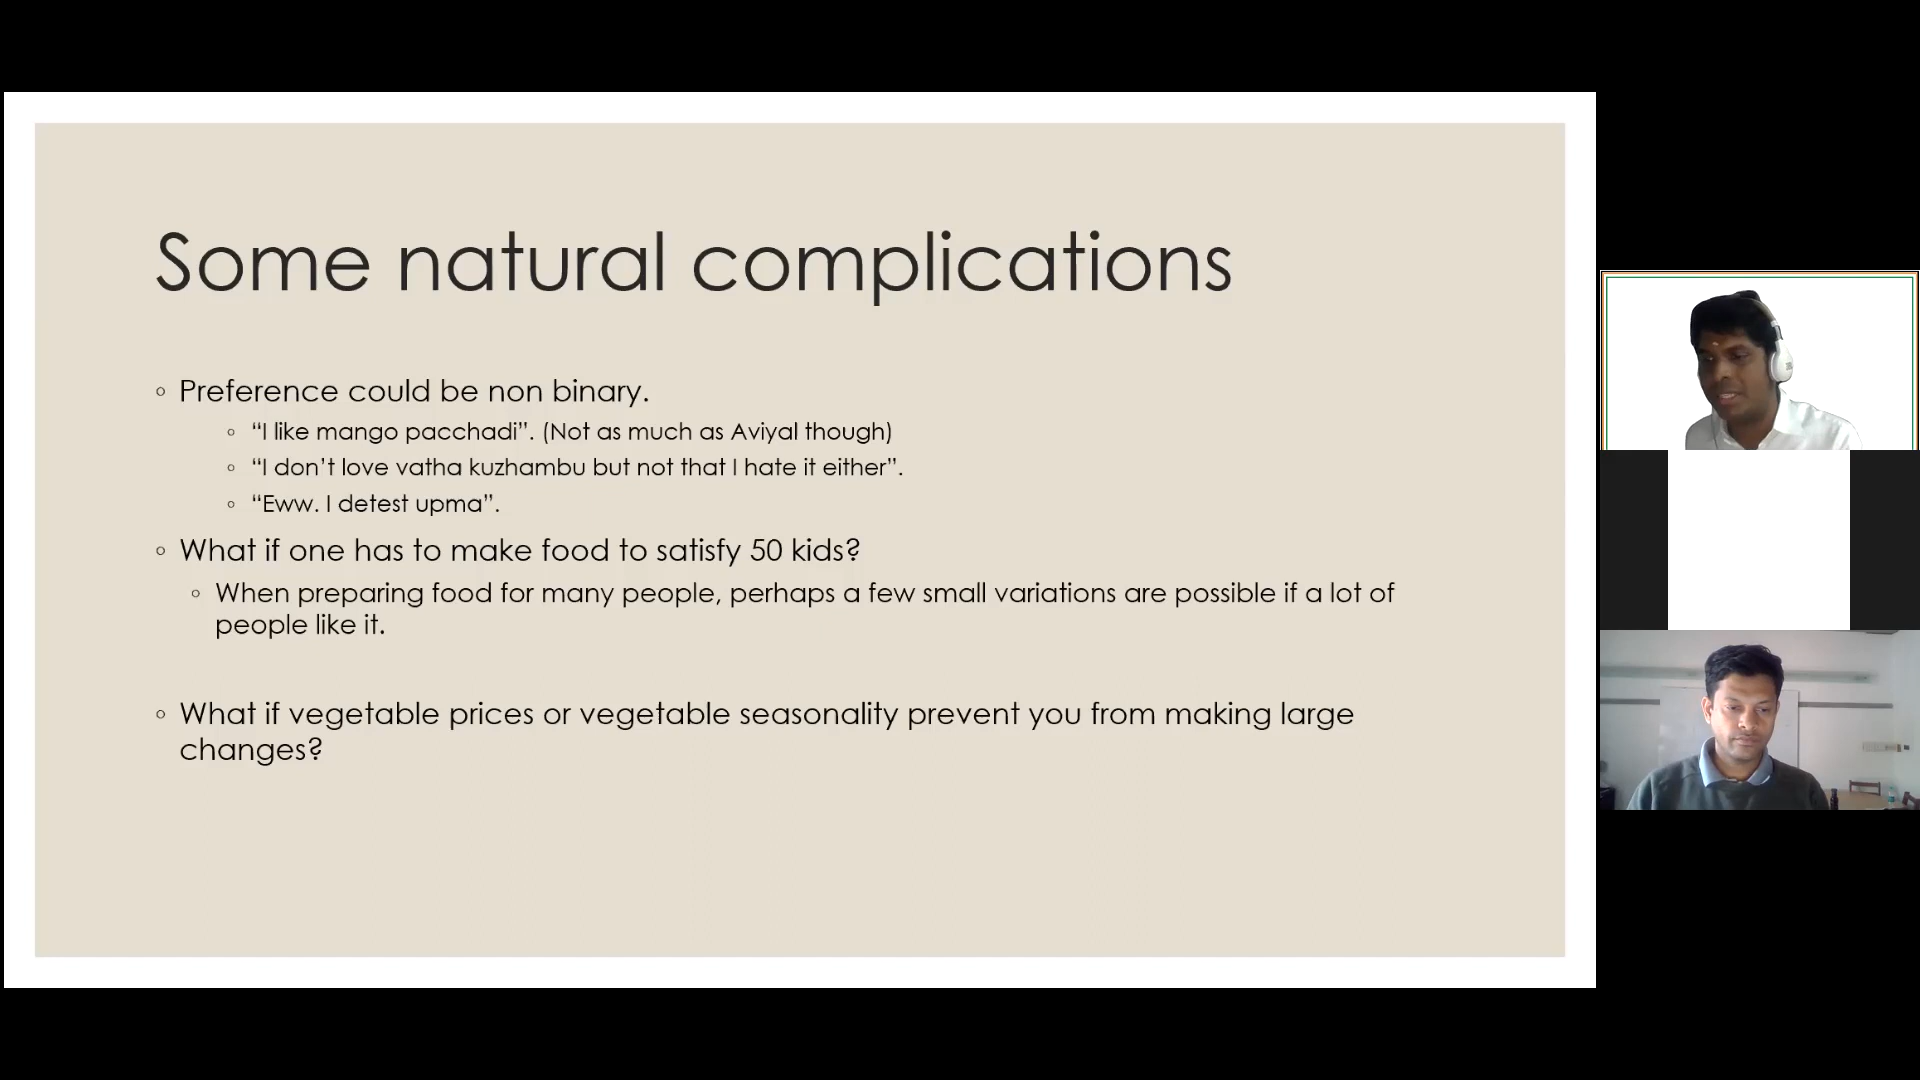 Some natural complications
Preference could be non binary.
“I like mango pacchadi”. (Not as much as Aviyal though)
“I don’t love vatha kuzhambu but not that I hate it either”.
“Eww. I detest upma”.
What if one has to make food to satisfy 50 kids?
When preparing food for many people, perhaps a few small variations are possible if a lot of
people like it.
What if vegetable prices or vegetable seasonality prevent you from making large
changes?